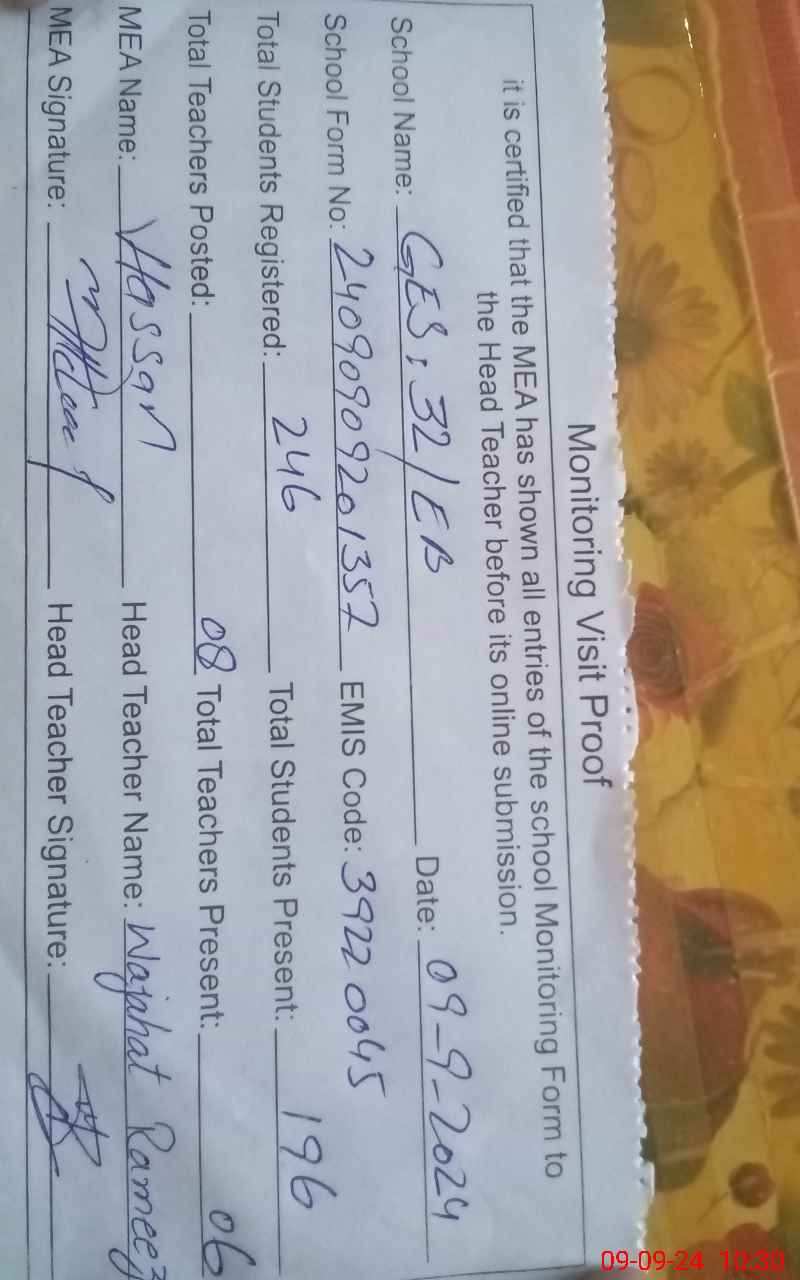 Monitoring Visit Proof
it is certified that the MEA has shown all entries of the school Monitoring Form to
the Head Teacher before its online submission.
School Name: GES, 32/EB Date: 09-9-2024
School Form No: 24090909201357 EMIS Code: 39220045
Total Students Registered: 246 Total Students Present: 196
Total Teachers Posted: 08 Total Teachers Present: 06
MEA Name: Hassan Head Teacher Name: Wajahat Rameez
MEA Signature: Head Teacher Signature:
09-09-24 10:30